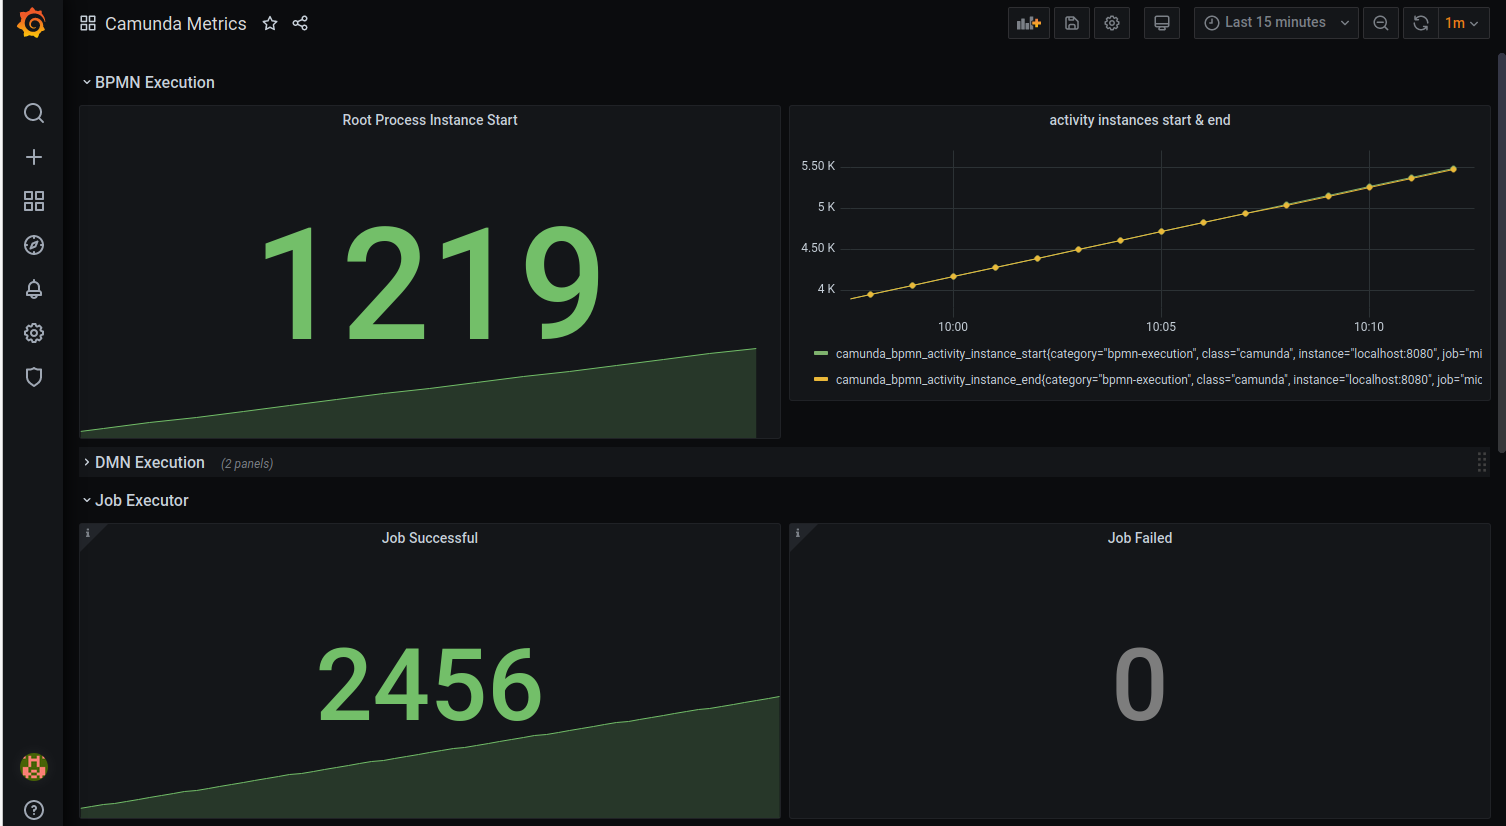 Camunda Metrics
Last 15 minutes
1m
BPMN Execution
Root Process Instance Start
1219
activity instances start & end
5.50 K
5 K
4.50 K
4 K
10:00 10:05 10:10
camunda_bpmn_activity_instance_start{category="bpmn-execution", class="camunda", instance="localhost:8080", job="mi
camunda_bpmn_activity_instance_end{category="bpmn-execution", class="camunda", instance="localhost:8080", job="mic
DMN Execution (2 panels)
Job Executor
i
Job Successful
2456
i
Job Failed
0